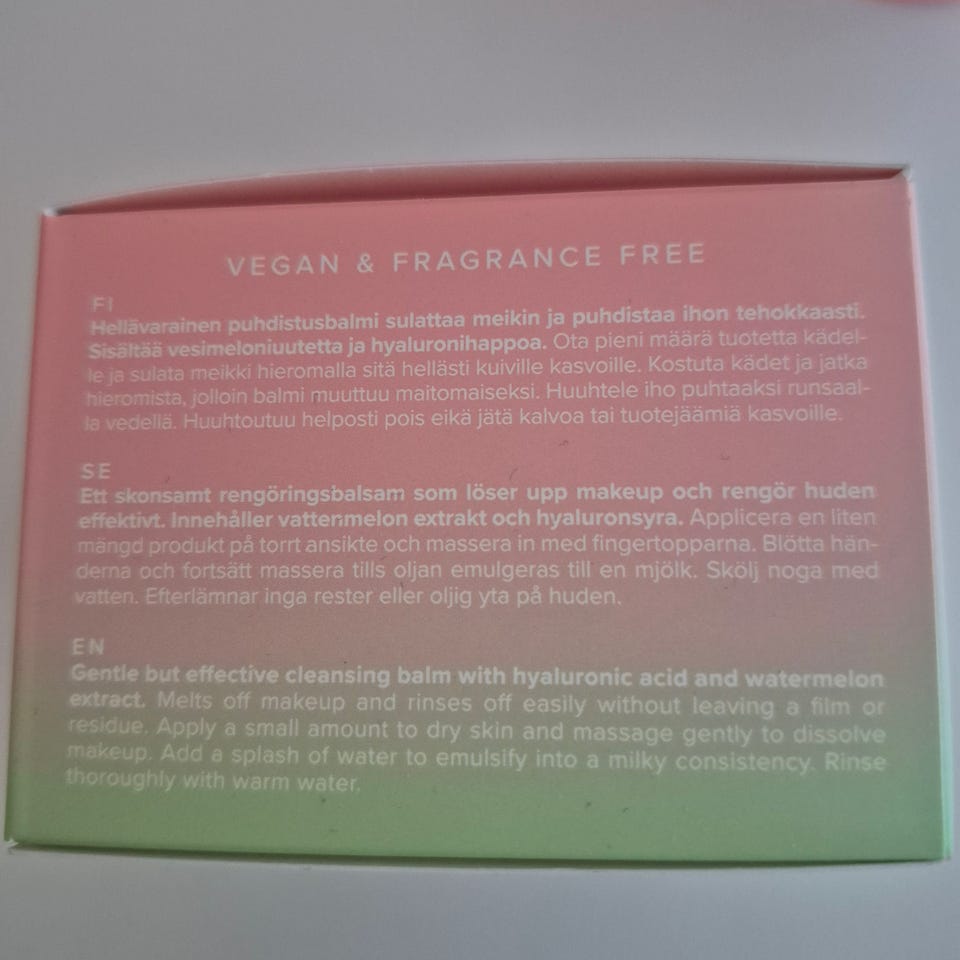 VEGAN & FRAGRANCE FREE
FI
Hellävarainen puhdistusbalmi sulattaa meikin ja puhdistaa ihon tehokkaasti.
Sisältää vesimeloniuutetta ja hyaluronihappoa. Ota pieni määrä tuotetta kädel-
le ja sulata meikki hieromalla sitä hellästi kuiville kasvoille. Kostuta kädet ja jatka
hieromista, jolloin balmi muuttuu maitomaiseksi. Huuhtele iho puhtaaksi runsaal-
la vedellä. Huuhtoutuu helposti pois eikä jätä kalvoa tai tuotejäämiä kasvoille.
SE
Ett skonsamt rengöringsbalsam som löser upp makeup och rengör huden
effektivt. Innehåller vattenmelon extrakt och hyaluronsyra. Applicera en liten
mängd produkt på torrt ansikte och massera in med fingertopparna. Blötta hän-
derna och fortsätt massera tills oljan emulgeras till en mjölk. Skölj noga med
vatten. Efterlämnar inga rester eller oljig yta på huden.
EN
Gentle but effective cleansing balm with hyaluronic acid and watermelon
extract. Melts off makeup and rinses off easily without leaving a film or
residue. Apply a small amount to dry skin and massage gently to dissolve
makeup. Add a splash of water to emulsify into a milky consistency. Rinse
thoroughly with warm water.